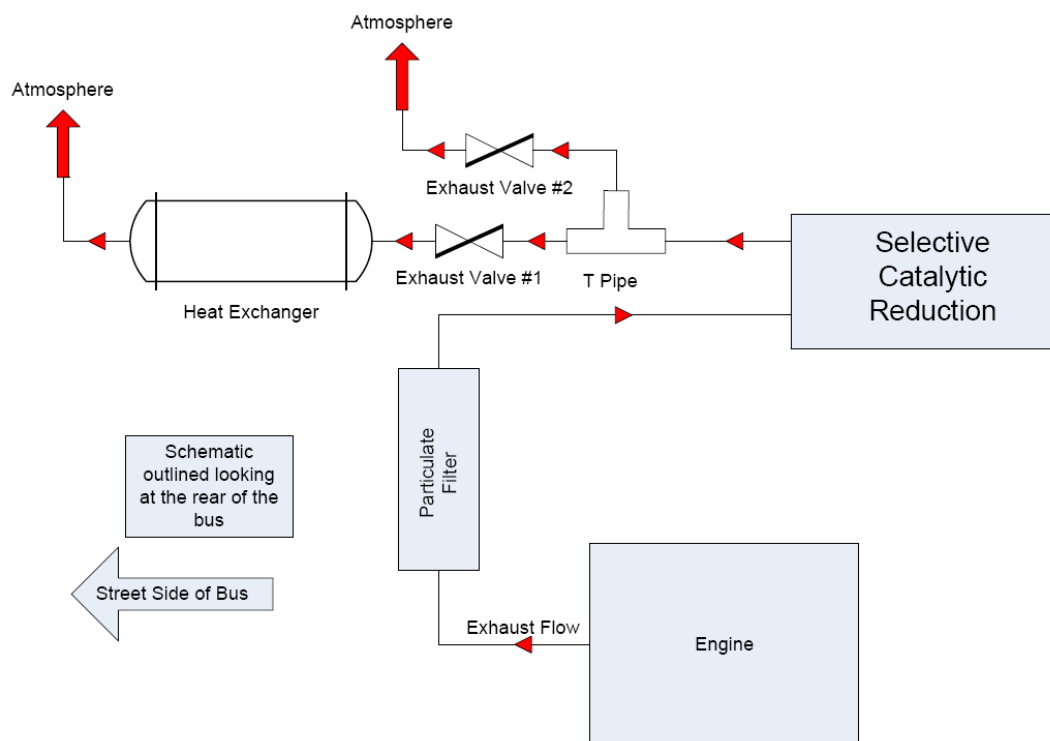 Atmosphere
Atmosphere
Exhaust Valve #2
Exhaust Valve #1
T Pipe
Heat Exchanger
Selective
Catalytic
Reduction
Particulate
Filter
Schematic
outlined looking
at the rear of the
bus
Street Side of Bus
Exhaust Flow
Engine